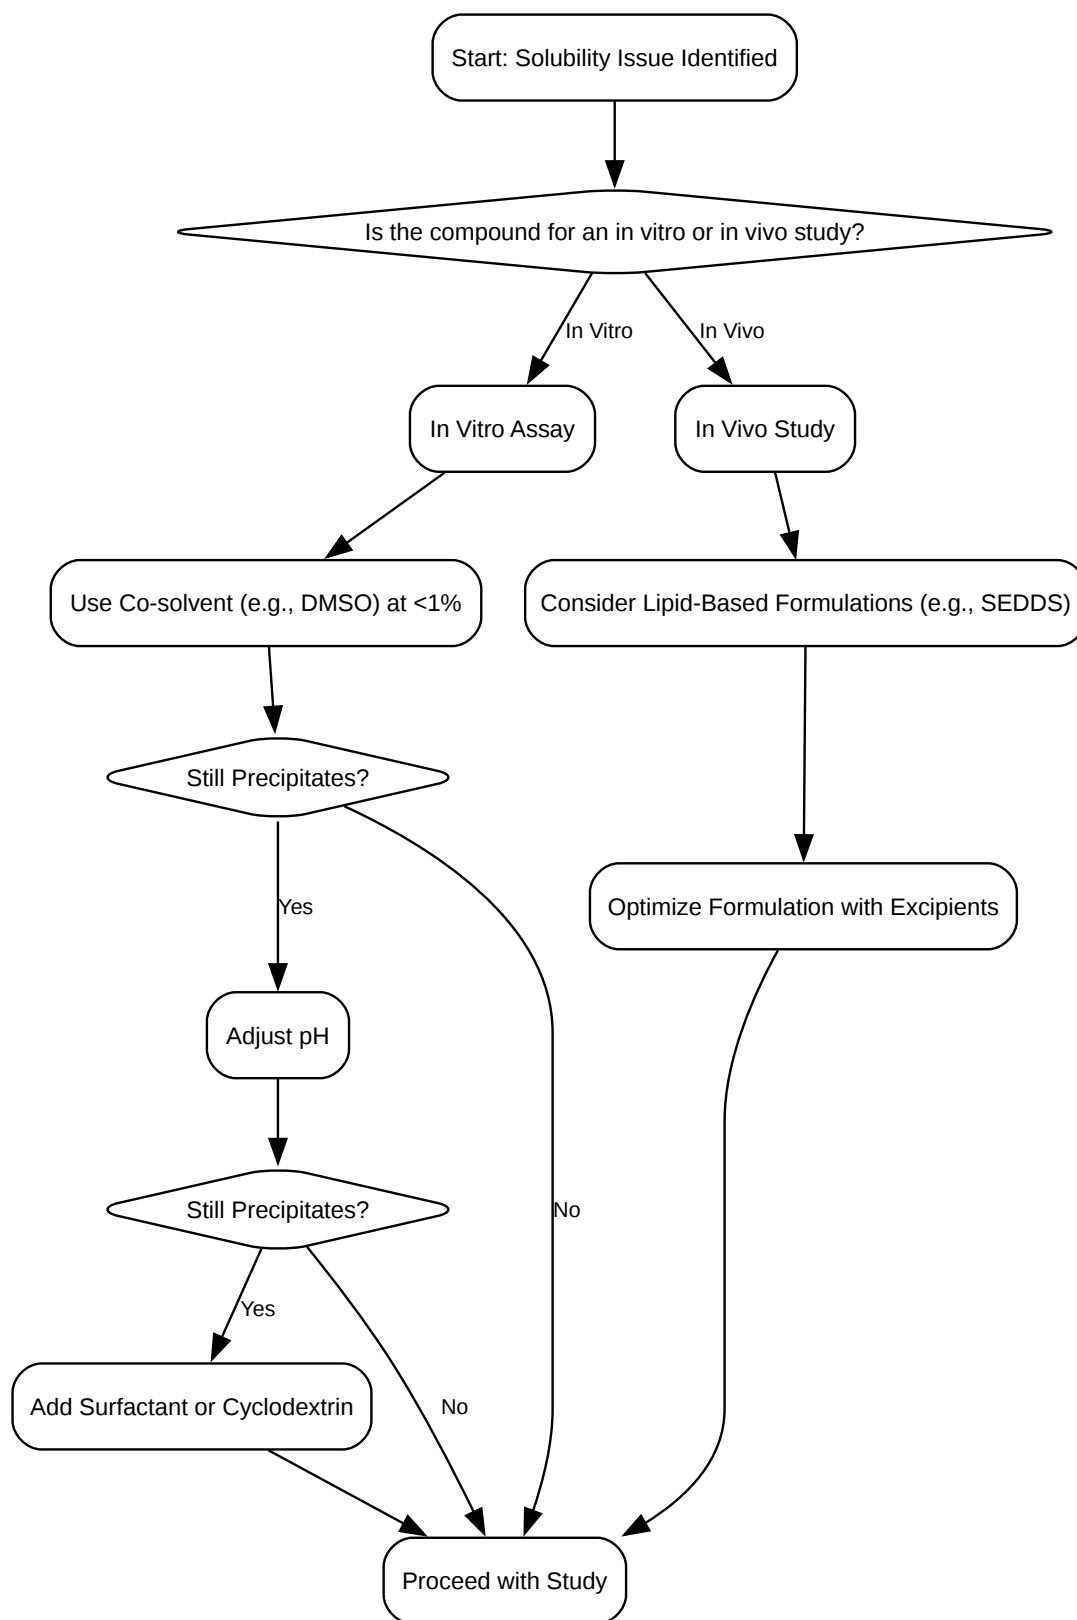 Start: Solubility Issue Identified
Is the compound for an in vitro or in vivo study?
In Vitro
In Vivo
In Vitro Assay
In Vivo Study
Use Co-solvent (e.g., DMSO) at <1%
Consider Lipid-Based Formulations (e.g., SEDDS)
Still Precipitates?
Yes
Optimize Formulation with Excipients
Adjust pH
Still Precipitates?
No
Yes
Add Surfactant or Cyclodextrin
No
Proceed with Study